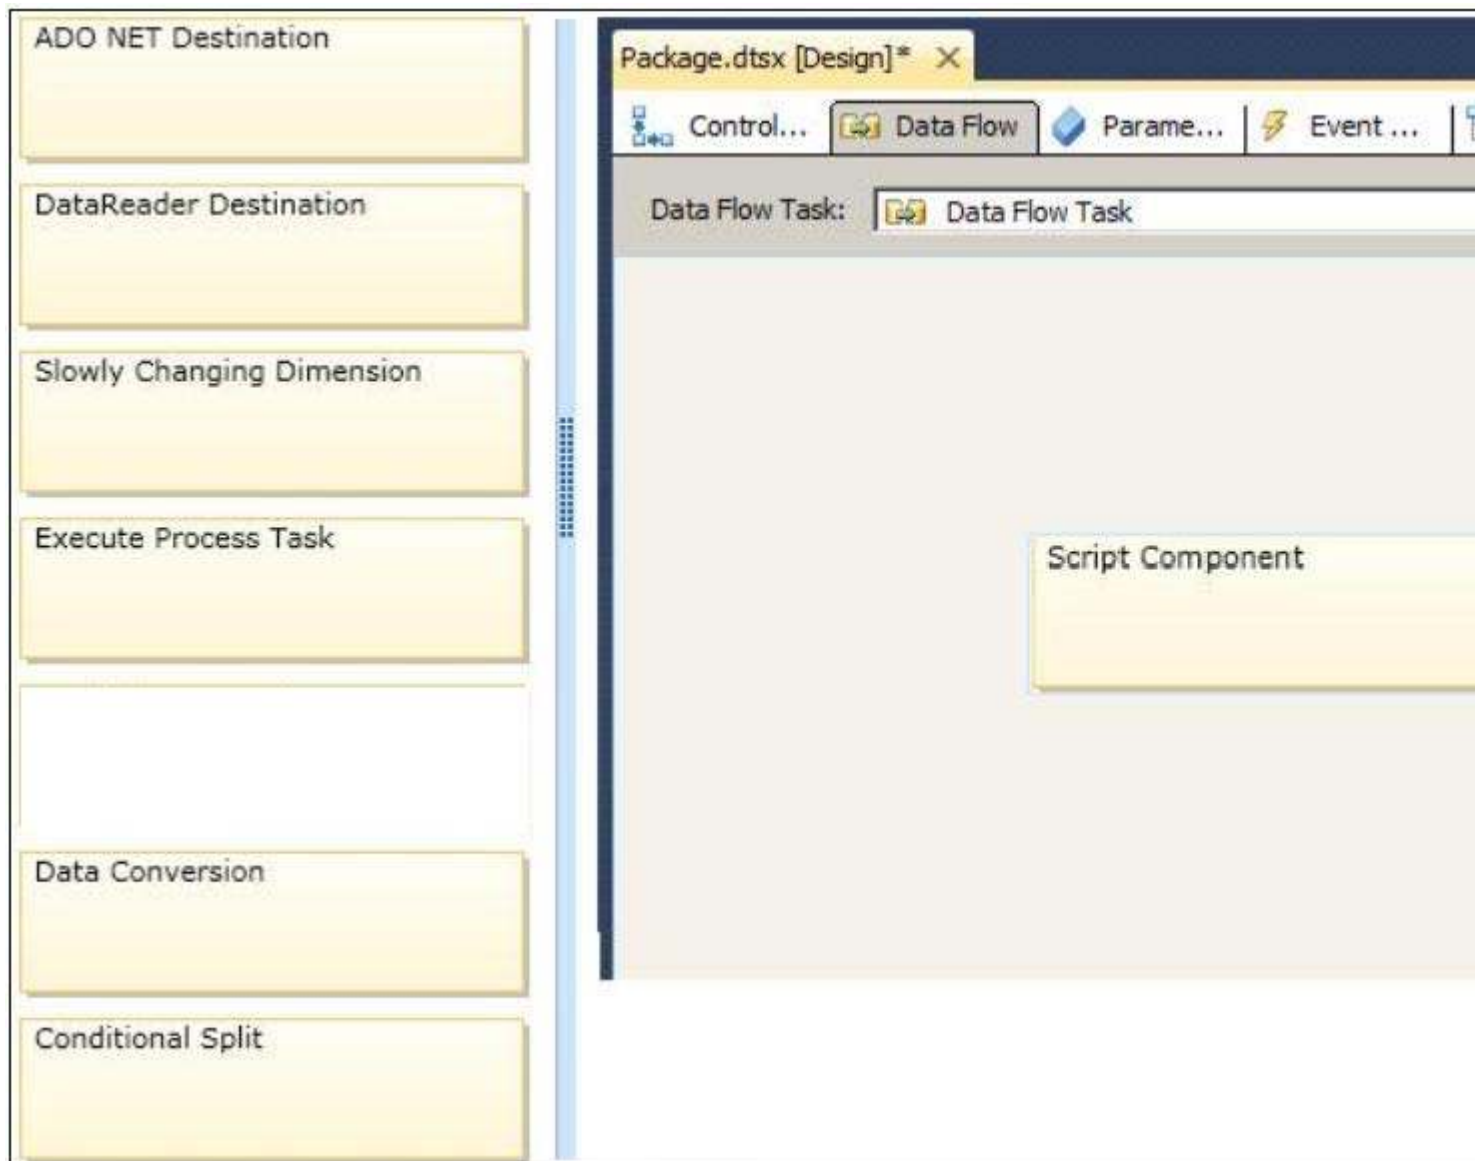 ADO NET Destination
DataReader Destination
Slowly Changing Dimension
Execute Process Task
Data Conversion
Conditional Split
Package.dtsx [Design]*
Control... Data Flow Parame... Event ...
Data Flow Task: Data Flow Task
Script Component